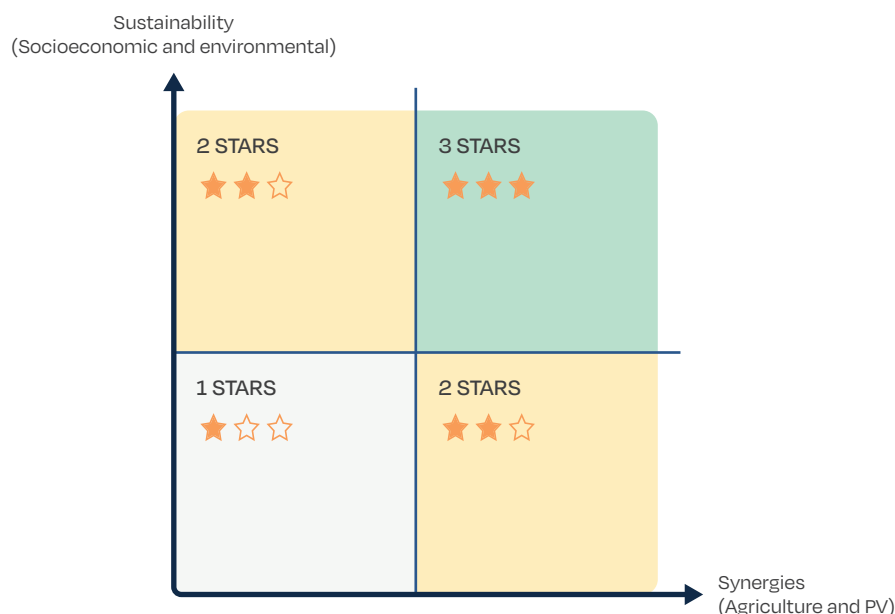 Sustainability
(Socioeconomic and environmental)
2 STARS
3 STARS
1 STARS
2 STARS
Synergies
(Agriculture and PV)